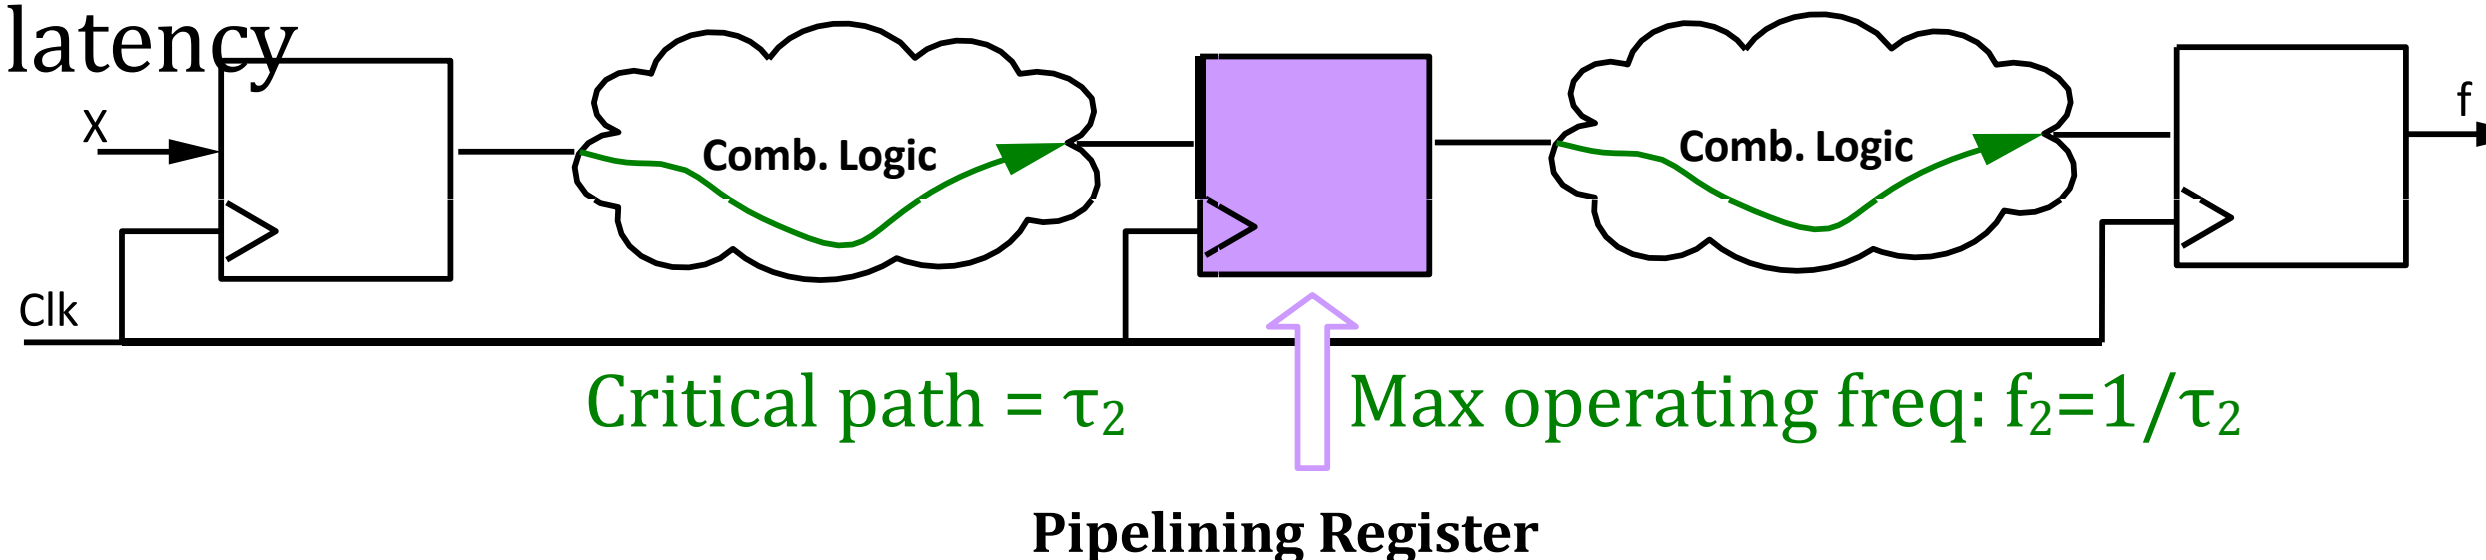 latency
X
Comb. Logic
Comb. Logic
f
Clk
Critical path = τ₂
Max operating freq: f₂=1/τ₂
Pipelining Register